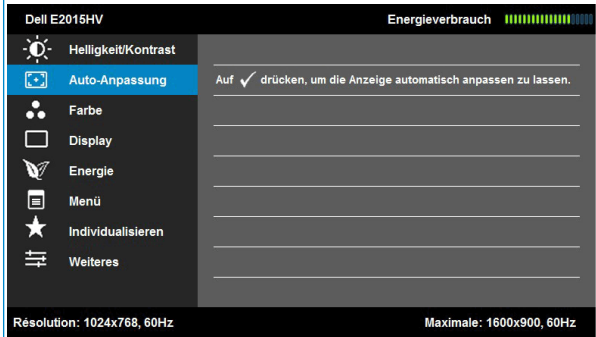 Dell E2015HV Energieverbrauch
Helligkeit/Kontrast
Auto-Anpassung Auf ✓ drücken, um die Anzeige automatisch anpassen zu lassen.
Farbe
Display
Energie
Menü
Individualisieren
Weiteres
Résolution: 1024x768, 60Hz Maximale: 1600x900, 60Hz